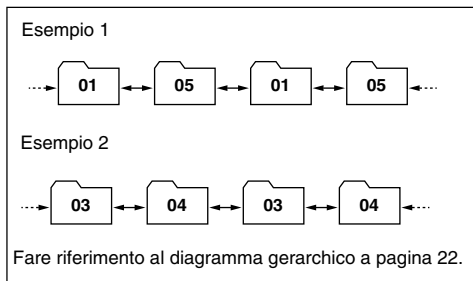 Esempio 1
01 05 01 05
Esempio 2
03 04 03 04
Fare riferimento al diagramma gerarchico a pagina 22.